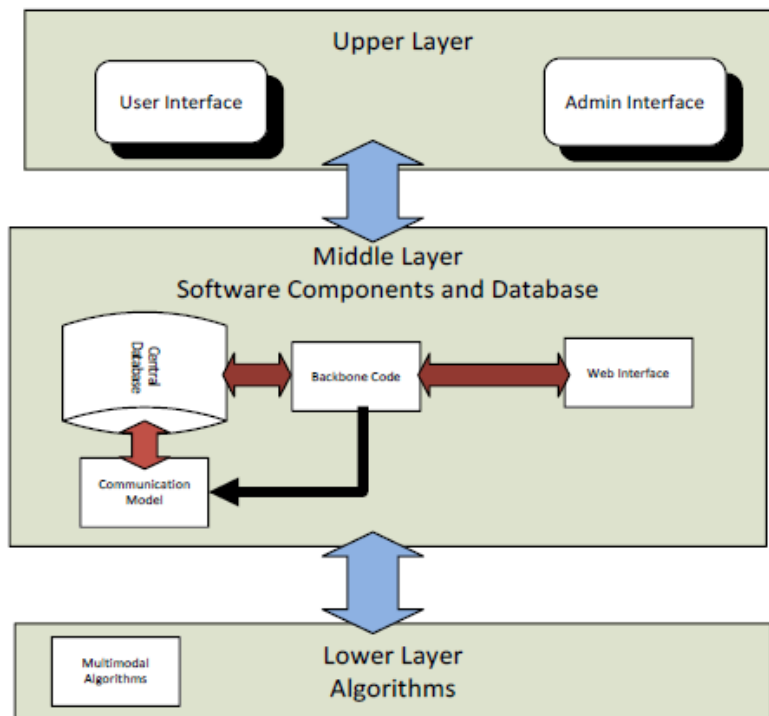 Upper Layer
User Interface
Admin Interface
Middle Layer
Software Components and Database
Central
Database
Backbone Code
Web Interface
Communication
Model
Multimodal
Algorithms
Lower Layer
Algorithms